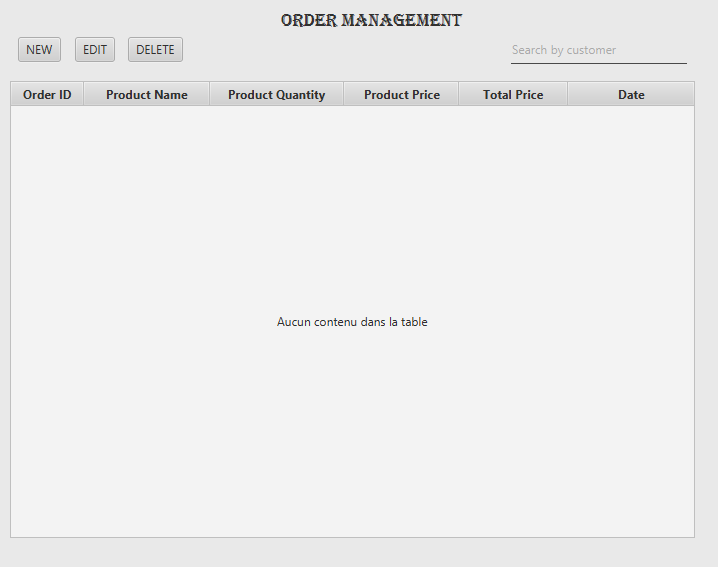 ORDER MANAGEMENT
NEW EDIT DELETE Search by customer
Order ID Product Name Product Quantity Product Price Total Price Date
Aucun contenu dans la table